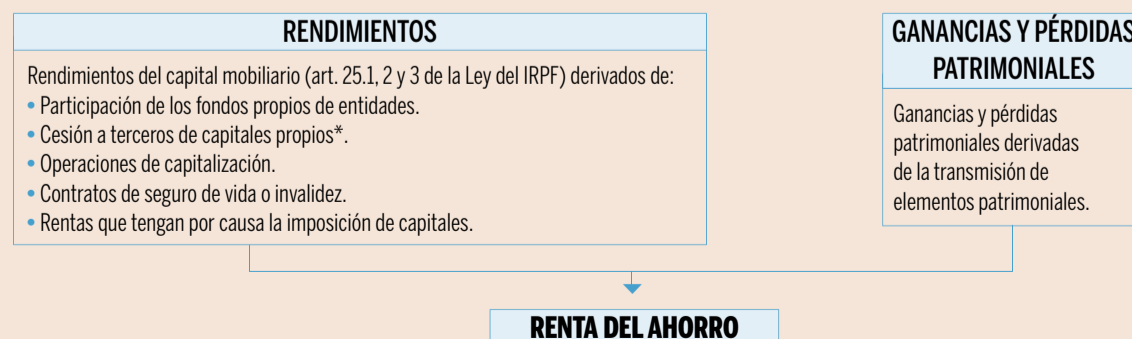 RENDIMIENTOS
Rendimientos del capital mobiliario (art. 25.1, 2 y 3 de la Ley del IRPF) derivados de:
• Participación de los fondos propios de entidades.
• Cesión a terceros de capitales propios*.
• Operaciones de capitalización.
• Contratos de seguro de vida o invalidez.
• Rentas que tengan por causa la imposición de capitales.
GANANCIAS Y PÉRDIDAS
PATRIMONIALES
Ganancias y pérdidas
patrimoniales derivadas
de la transmisión de
elementos patrimoniales.
RENTA DEL AHORRO